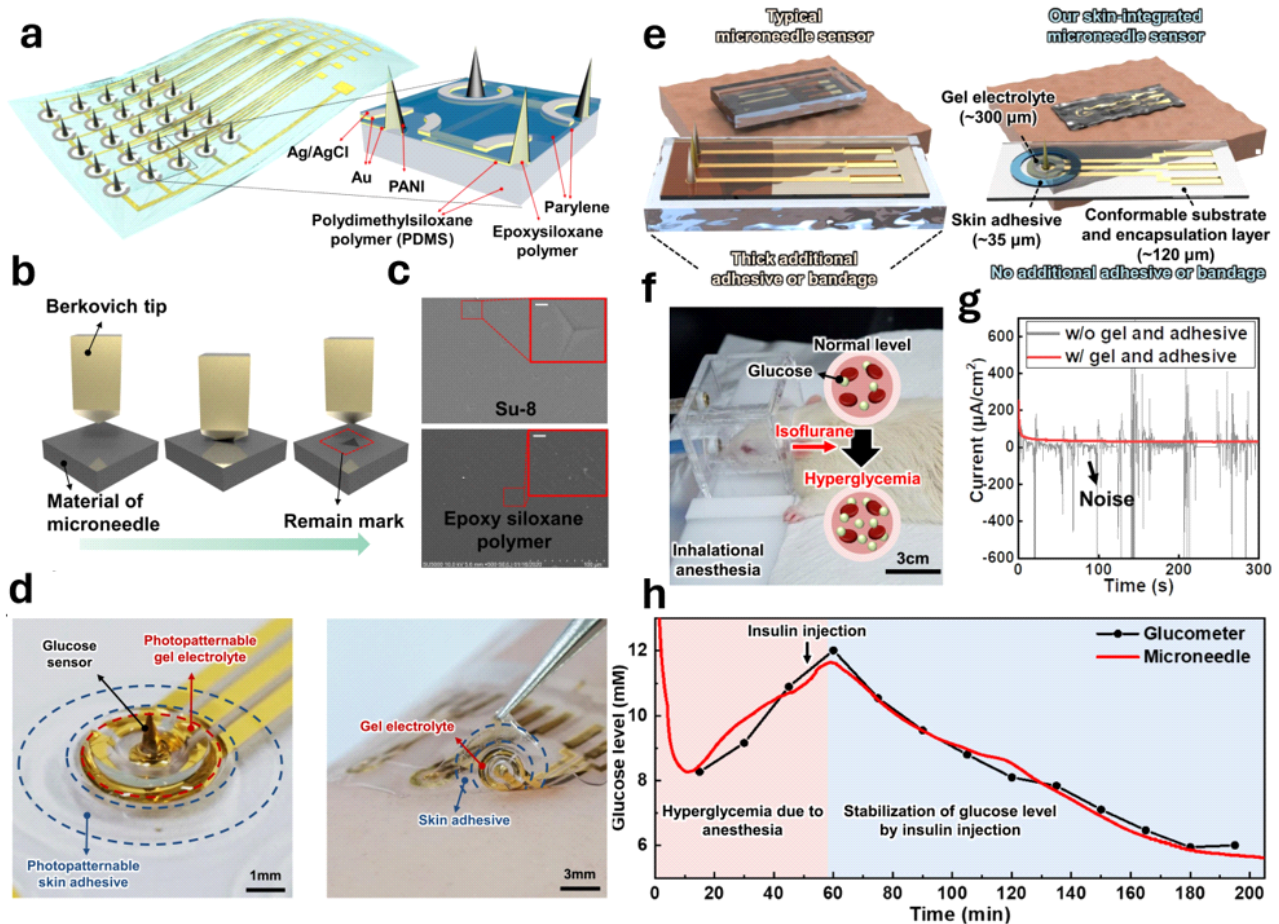 a
Ag/AgCl
Au
PANI
Polydimethylsiloxane
polymer (PDMS)
Parylene
Epoxysiloxane
polymer
b
Berkovich tip
Material of
microneedle
Remain mark
c
Su-8
Epoxy siloxane
polymer
d
Glucose
sensor
Photopatternable
gel electrolyte
Photopatternable
skin adhesive
1mm
Gel electrolyte
Skin adhesive
3mm
e
Typical
microneedle sensor
Our skin-integrated
microneedle sensor
Gel electrolyte
(~300 μm)
Skin adhesive
(~35 μm)
Conformable substrate
and encapsulation layer
(~120 μm)
Thick additional
adhesive or bandage
No additional adhesive or bandage
f
Normal level
Glucose
Isoflurane
Hyperglycemia
Inhalational
anesthesia
3cm
g
w/o gel and adhesive
w/ gel and adhesive
Current (μA/cm²)
600
400
200
0
-200
-400
-600
Noise
0 100 200 300
Time (s)
h
Insulin injection
Glucometer
Microneedle
Glucose level (mM)
12
10
8
6
Hyperglycemia due to
anesthesia
Stabilization of glucose level
by insulin injection
0 20 40 60 80 100 120 140 160 180 200
Time (min)